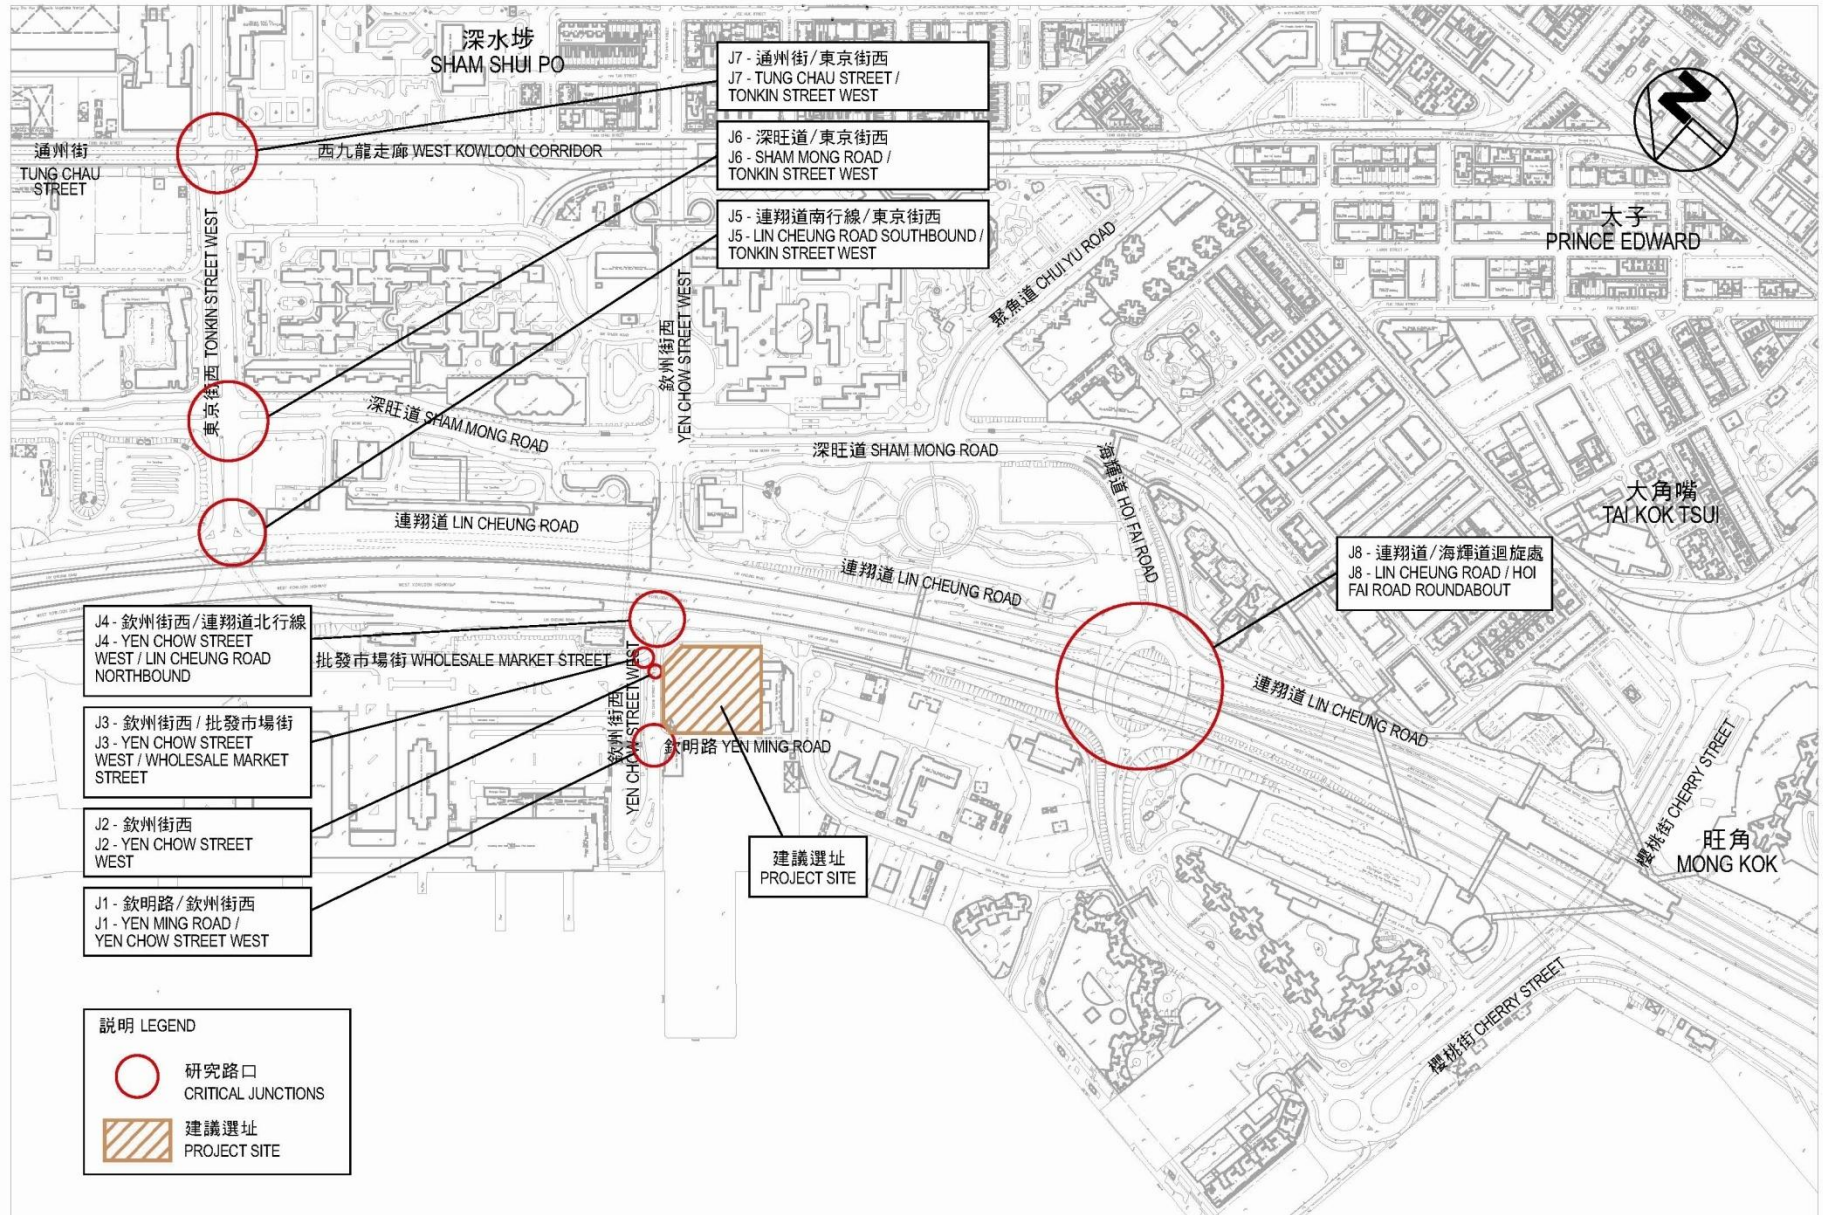 深水埗
SHAM SHUI PO
J7 - 通州街/東京街西
J7 - TUNG CHAU STREET /
TONKIN STREET WEST
N
通州街
TUNG CHAU
STREET
西九龍走廊 WEST KOWLOON CORRIDOR
J6 - 深旺道/東京街西
J6 - SHAM MONG ROAD /
TONKIN STREET WEST
J5 - 連翔道南行線/東京街西
J5 - LIN CHEUNG ROAD SOUTHBOUND /
TONKIN STREET WEST
太子
PRINCE EDWARD
聚魚道 CHUI YU ROAD
東京街西 TONKIN STREET WEST
欽州街西
YEN CHOW STREET WEST
深旺道 SHAM MONG ROAD
深旺道 SHAM MONG ROAD
海輝道 HOI FAI ROAD
大角嘴
TAI KOK TSUI
連翔道 LIN CHEUNG ROAD
連翔道 LIN CHEUNG ROAD
J8 - 連翔道/海輝道迴旋處
J8 - LIN CHEUNG ROAD / HOI
FAI ROAD ROUNDABOUT
J4 - 欽州街西/連翔道北行線
J4 - YEN CHOW STREET
WEST / LIN CHEUNG ROAD
NORTHBOUND
批發市場街 WHOLESALE MARKET STREET
欽州街西
YEN CHOW STREET WEST
連翔道 LIN CHEUNG ROAD
J3 - 欽州街西 / 批發市場街
J3 - YEN CHOW STREET
WEST / WHOLESALE MARKET
STREET
欽明路 YEN MING ROAD
櫻桃街 CHERRY STREET
J2 - 欽州街西
J2 - YEN CHOW STREET
WEST
旺角
MONG KOK
建議選址
PROJECT SITE
J1 - 欽明路/欽州街西
J1 - YEN MING ROAD /
YEN CHOW STREET WEST
櫻桃街 CHERRY STREET
説明 LEGEND
研究路口
CRITICAL JUNCTIONS
建議選址
PROJECT SITE